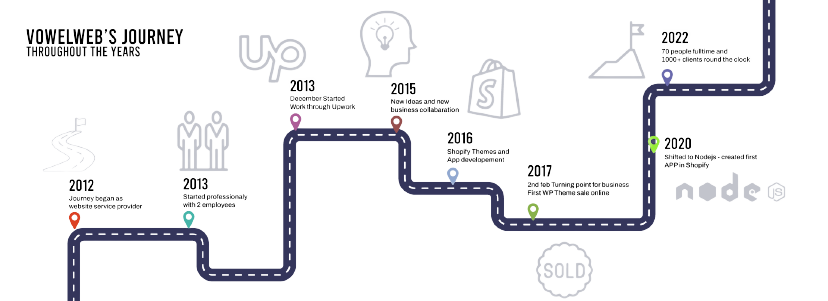 VOWELWEB'S JOURNEY
THROUGHOUT THE YEARS
2012
Journey began as
website service provider
2013
Started professionaly
with 2 employees
up
2013
December Started
Work through Upwork
2015
New Ideas and new
business collabaration
S
2016
Shopify Themes and
App developement
2017
2nd feb Turning point for business
First WP Theme sale online
SOLD
2020
Shifted to Nodejs - created first
APP in Shopify
node
JS
2022
70 people fulltime and
1000+ clients round the clock